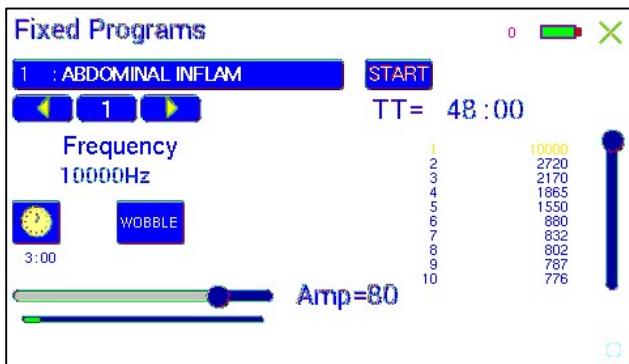 Fixed Programs 0
1 : ABDOMINAL INFLAM START
1 TT= 48:00
Frequency
10000Hz
1 10000
2 2720
3 2170
4 1865
5 1550
6 880
7 832
8 802
9 787
10 776
WOBBLE
3:00
Amp=80